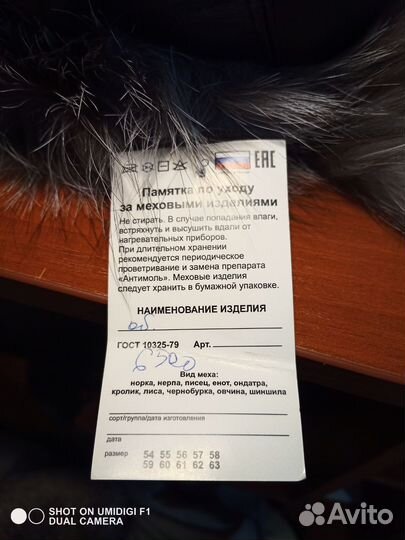 EAC
Памятка по уходу
за меховыми изделиями
Не стирать. В случае попадания влаги,
встряхнуть и высушить вдали от
нагревательных приборов.
При длительном хранении
рекомендуется периодическое
проветривание и замена препарата
«Антимоль». Меховые изделия
следует хранить в бумажной упаковке.
НАИМЕНОВАНИЕ ИЗДЕЛИЯ
ГОСТ 10325-79 Арт.
6300
Вид меха:
норка, нерпа, писец, енот, ондатра,
кролик, лиса, чернобурка, овчина, шиншила
сорт/группа/дата изготовления
дата
размер 54 55 56 57 58
59 60 61 62 63
SHOT ON UMIDIGI F1
DUAL CAMERA
Avito